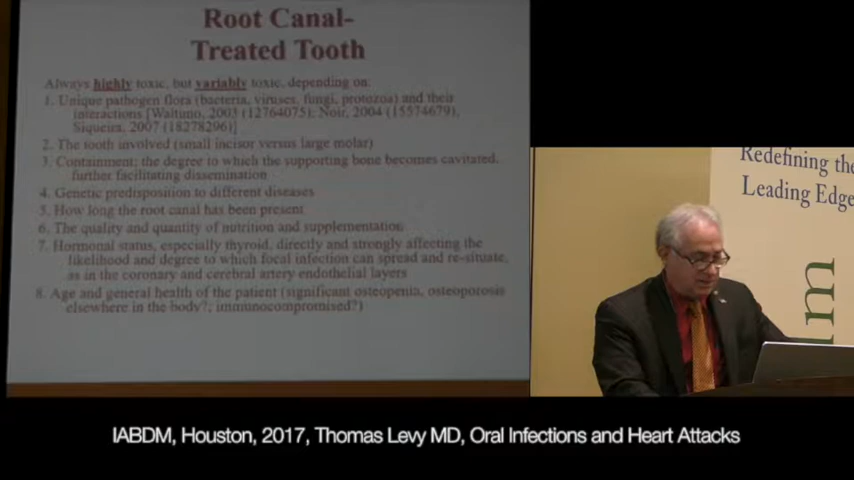 Root Canal-
Treated Tooth
Always highly toxic, but variably toxic, depending on:
1. Unique pathogen flora (bacteria, viruses, fungi, protozoa) and their
interactions [Waltimo, 2003 (12764075); Noir, 2004 (15574679),
Siqueira, 2007 (18278296)]
2. The tooth involved (small incisor versus large molar)
3. Containment; the degree to which the supporting bone becomes cavitated,
further facilitating dissemination
4. Genetic predisposition to different diseases
5. How long the root canal has been present
6. The quality and quantity of nutrition and supplementation
7. Hormonal status, especially thyroid, directly and strongly affecting the
likelihood and degree to which focal infection can spread and re-situate,
as in the coronary and cerebral artery endothelial layers
8. Age and general health of the patient (significant osteopenia, osteoporosis
elsewhere in the body?; immunocompromised?)
Redefining the
Leading Edge
m
IABDM, Houston, 2017, Thomas Levy MD, Oral Infections and Heart Attacks